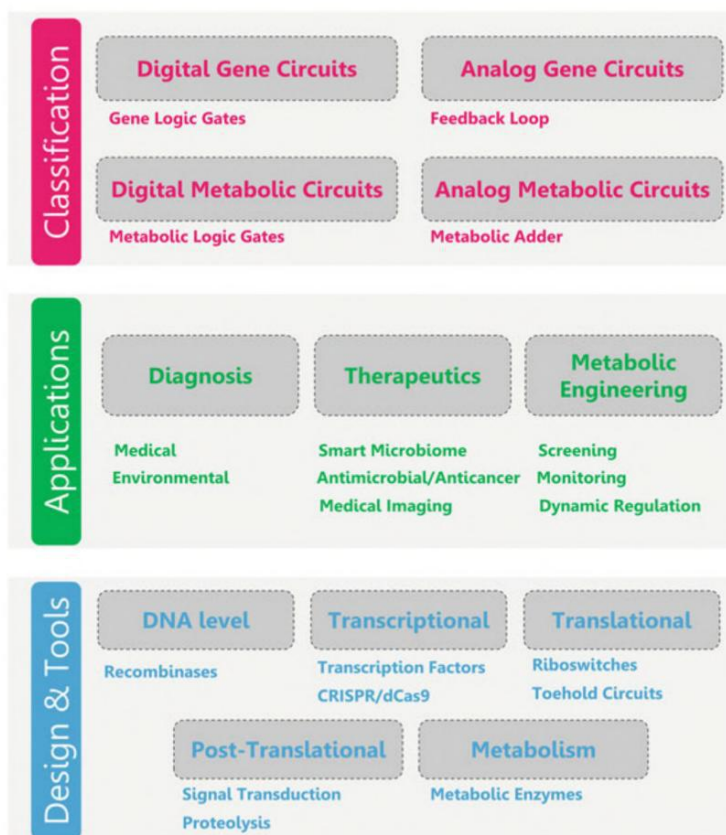 Classification
Digital Gene Circuits
Analog Gene Circuits
Gene Logic Gates
Feedback Loop
Digital Metabolic Circuits
Analog Metabolic Circuits
Metabolic Logic Gates
Metabolic Adder
Applications
Diagnosis
Therapeutics
Metabolic
Engineering
Medical
Environmental
Smart Microbiome
Antimicrobial/Anticancer
Medical Imaging
Screening
Monitoring
Dynamic Regulation
Design & Tools
DNA level
Transcriptional
Translational
Recombinases
Transcription Factors
CRISPR/dCas9
Riboswitches
Toehold Circuits
Post-Translational
Metabolism
Signal Transduction
Proteolysis
Metabolic Enzymes